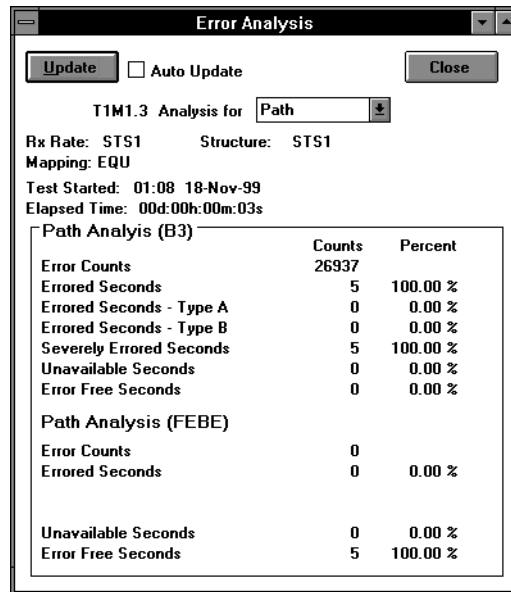 Error Analysis
Update Auto Update Close
T1M1.3 Analysis for Path
Rx Rate: STS1 Structure: STS1
Mapping: EQU
Test Started: 01:08 18-Nov-99
Elapsed Time: 00d:00h:00m:03s
Path Analyis (B3)
Counts Percent
Error Counts 26937
Errored Seconds 5 100.00 %
Errored Seconds - Type A 0 0.00 %
Errored Seconds - Type B 0 0.00 %
Severely Errored Seconds 5 100.00 %
Unavailable Seconds 0 0.00 %
Error Free Seconds 0 0.00 %
Path Analysis (FEBE)
Error Counts 0
Errored Seconds 0 0.00 %
Unavailable Seconds 0 0.00 %
Error Free Seconds 5 100.00 %